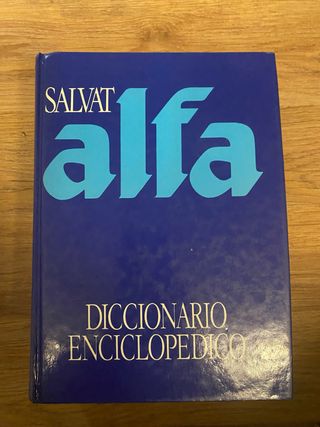 SALVAT
alfa
DICCIONARIO
ENCICLOPEDICO